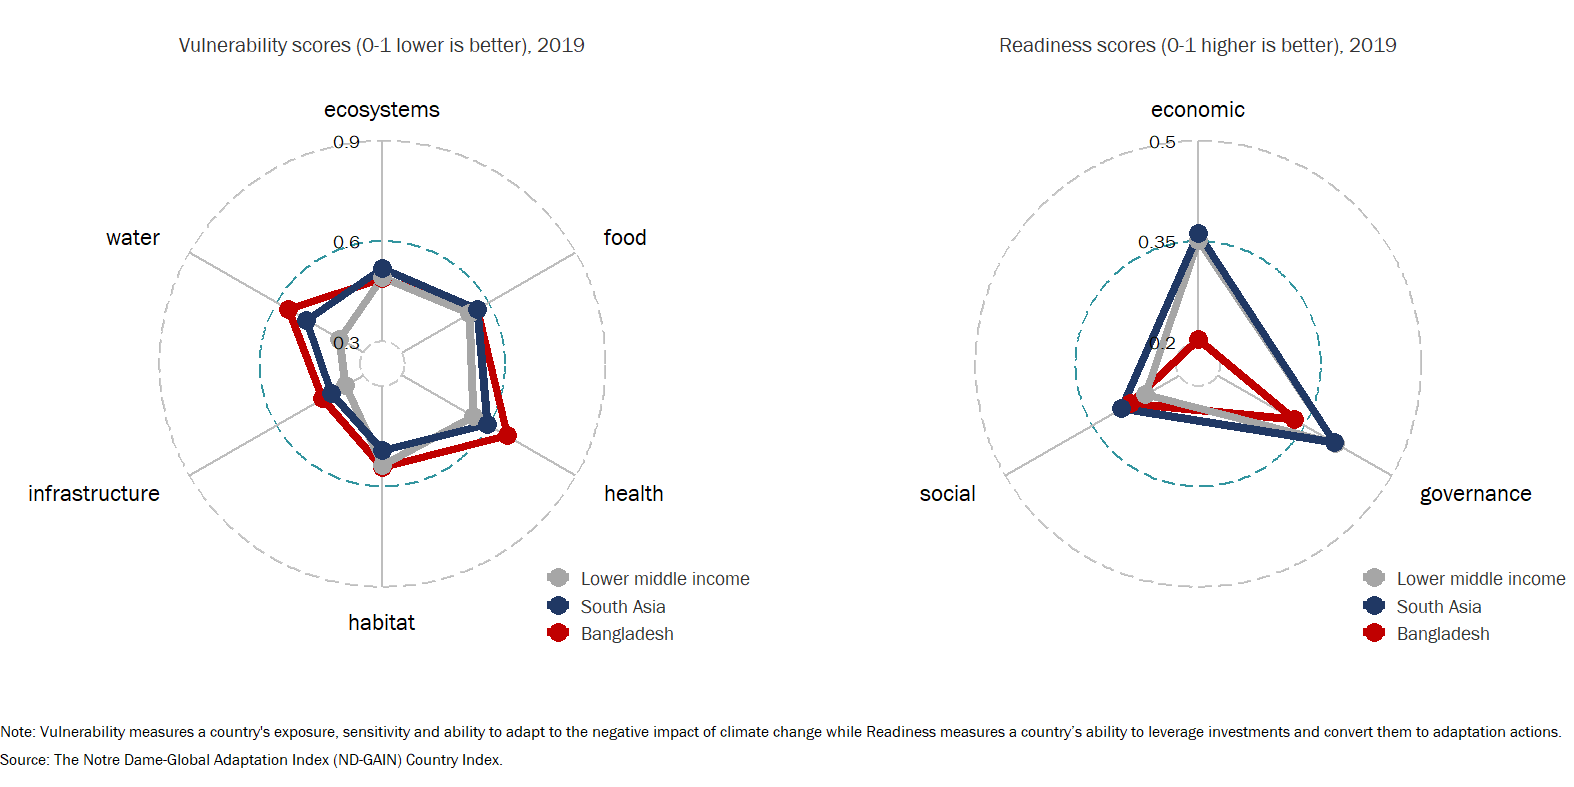 Vulnerability scores (0-1 lower is better), 2019
ecosystems
0.9
water
0.6
food
0.3
infrastructure
health
habitat
Lower middle income
South Asia
Bangladesh
Readiness scores (0-1 higher is better), 2019
economic
0.5
0.35
0.2
social
governance
Lower middle income
South Asia
Bangladesh
Note: Vulnerability measures a country's exposure, sensitivity and ability to adapt to the negative impact of climate change while Readiness measures a country’s ability to leverage investments and convert them to adaptation actions.
Source: The Notre Dame-Global Adaptation Index (ND-GAIN) Country Index.